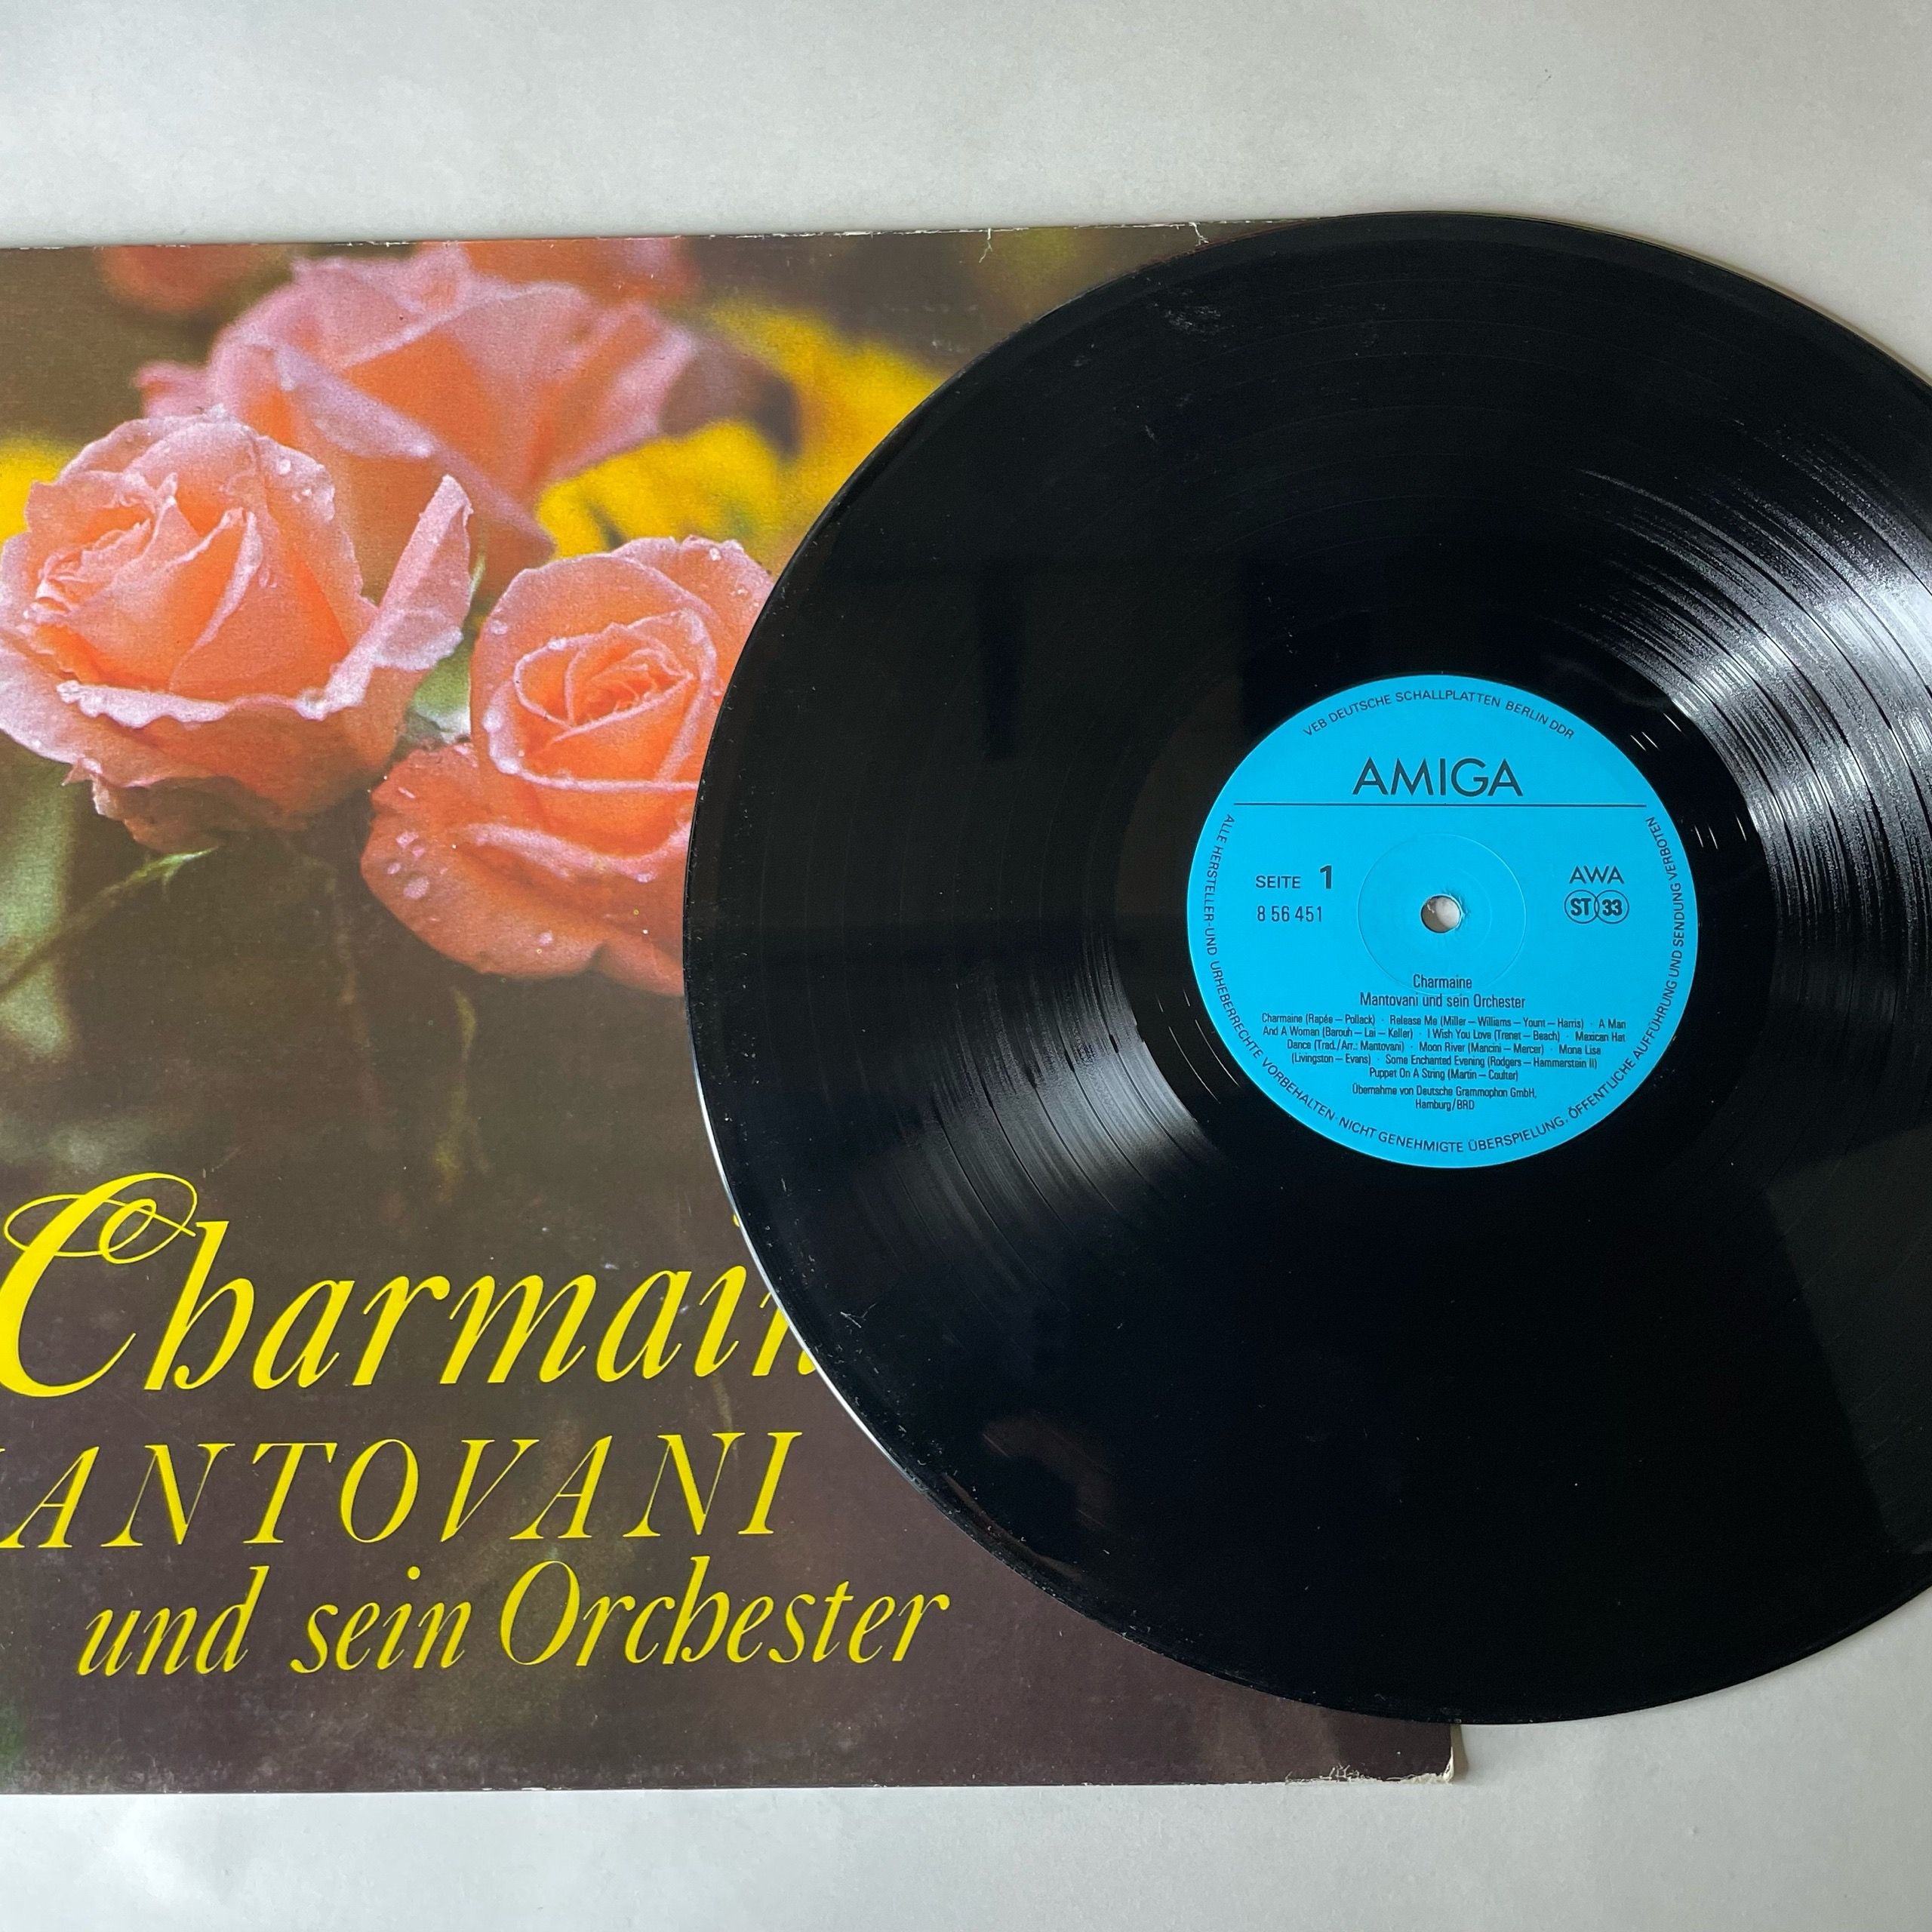 Charmain
MANTOVANI
und sein Orchester
VEB DEUTSCHE SCHALLPLATTEN BERLIN DDR
AMIGA
SEITE 1
8 56 451
AWA
ST 33
Charmaine
Mantovani und sein Orchester
Charmaine (Rapée – Pollack) · Release Me (Miller – Williams – Yount – Harris) · A Man
And A Woman (Barouh – Lai – Keller) · I Wish You Love (Trenet – Beach) · Mexican Hat
Dance (Trad./Arr.: Mantovani) · Moon River (Mancini – Mercer) · Mona Lisa
(Livingston – Evans) · Some Enchanted Evening (Rodgers – Hammerstein II)
Puppet On A String (Martin – Coulter)
Übernahme von Deutsche Grammophon GmbH,
Hamburg/BRD
ALLE HERSTELLER- UND URHEBERRECHTE VORBEHALTEN · NICHT GENEHMIGTE ÜBERSPIELUNG, ÖFFENTLICHE AUFFÜHRUNG UND SENDUNG VERBOTEN